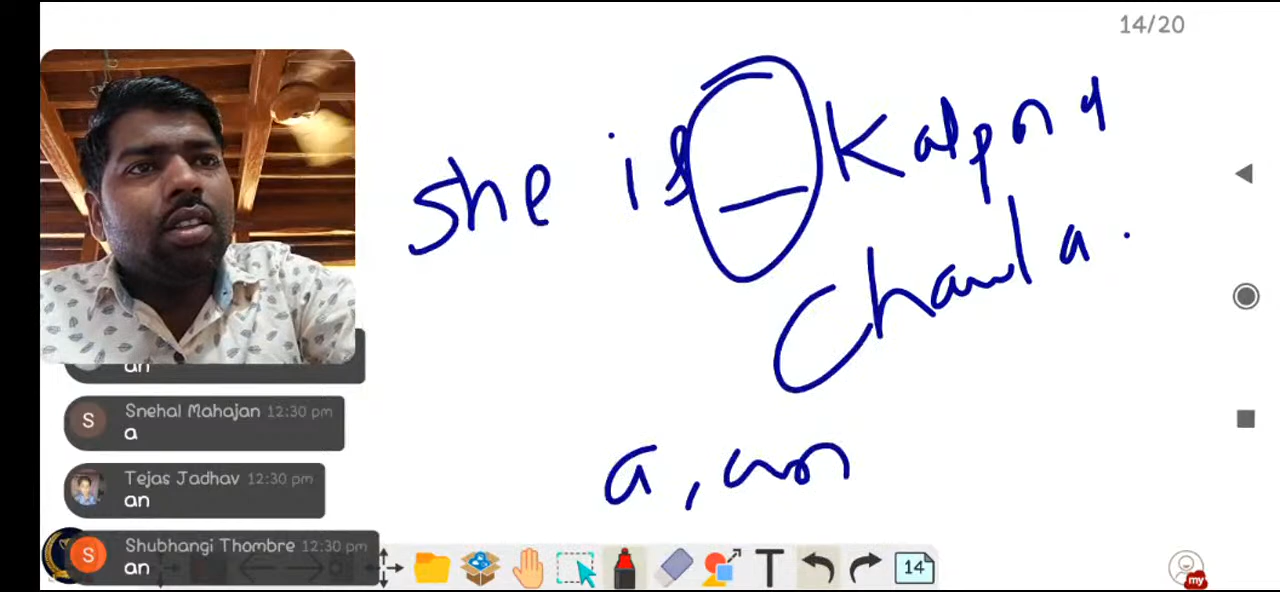 14/20
She is _ Kalpna
Chawla.
a, an
an
Snehal Mahajan 12:30 pm
a
Tejas Jadhav 12:30 pm
an
Shubhangi Thombre 12:30 pm
an
S
S
T
14
my